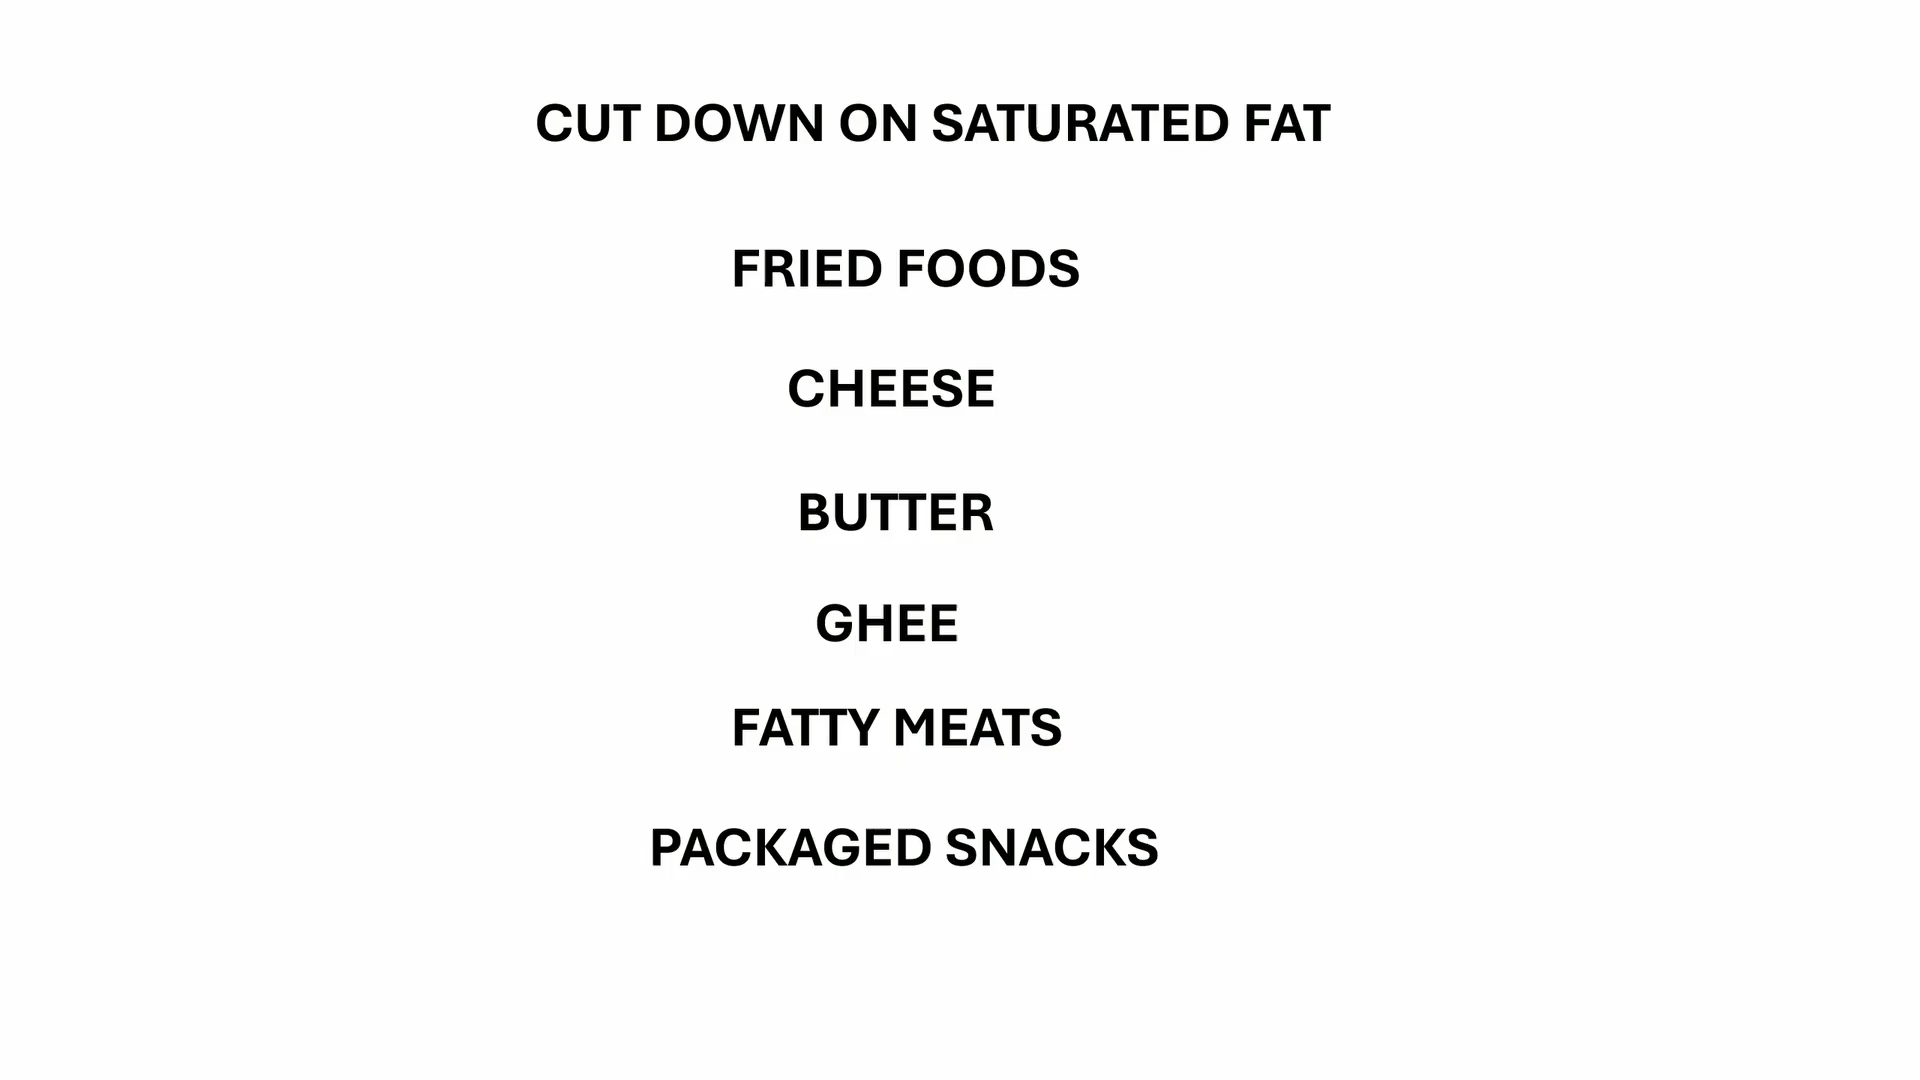 CUT DOWN ON SATURATED FAT
FRIED FOODS
CHEESE
BUTTER
GHEE
FATTY MEATS
PACKAGED SNACKS